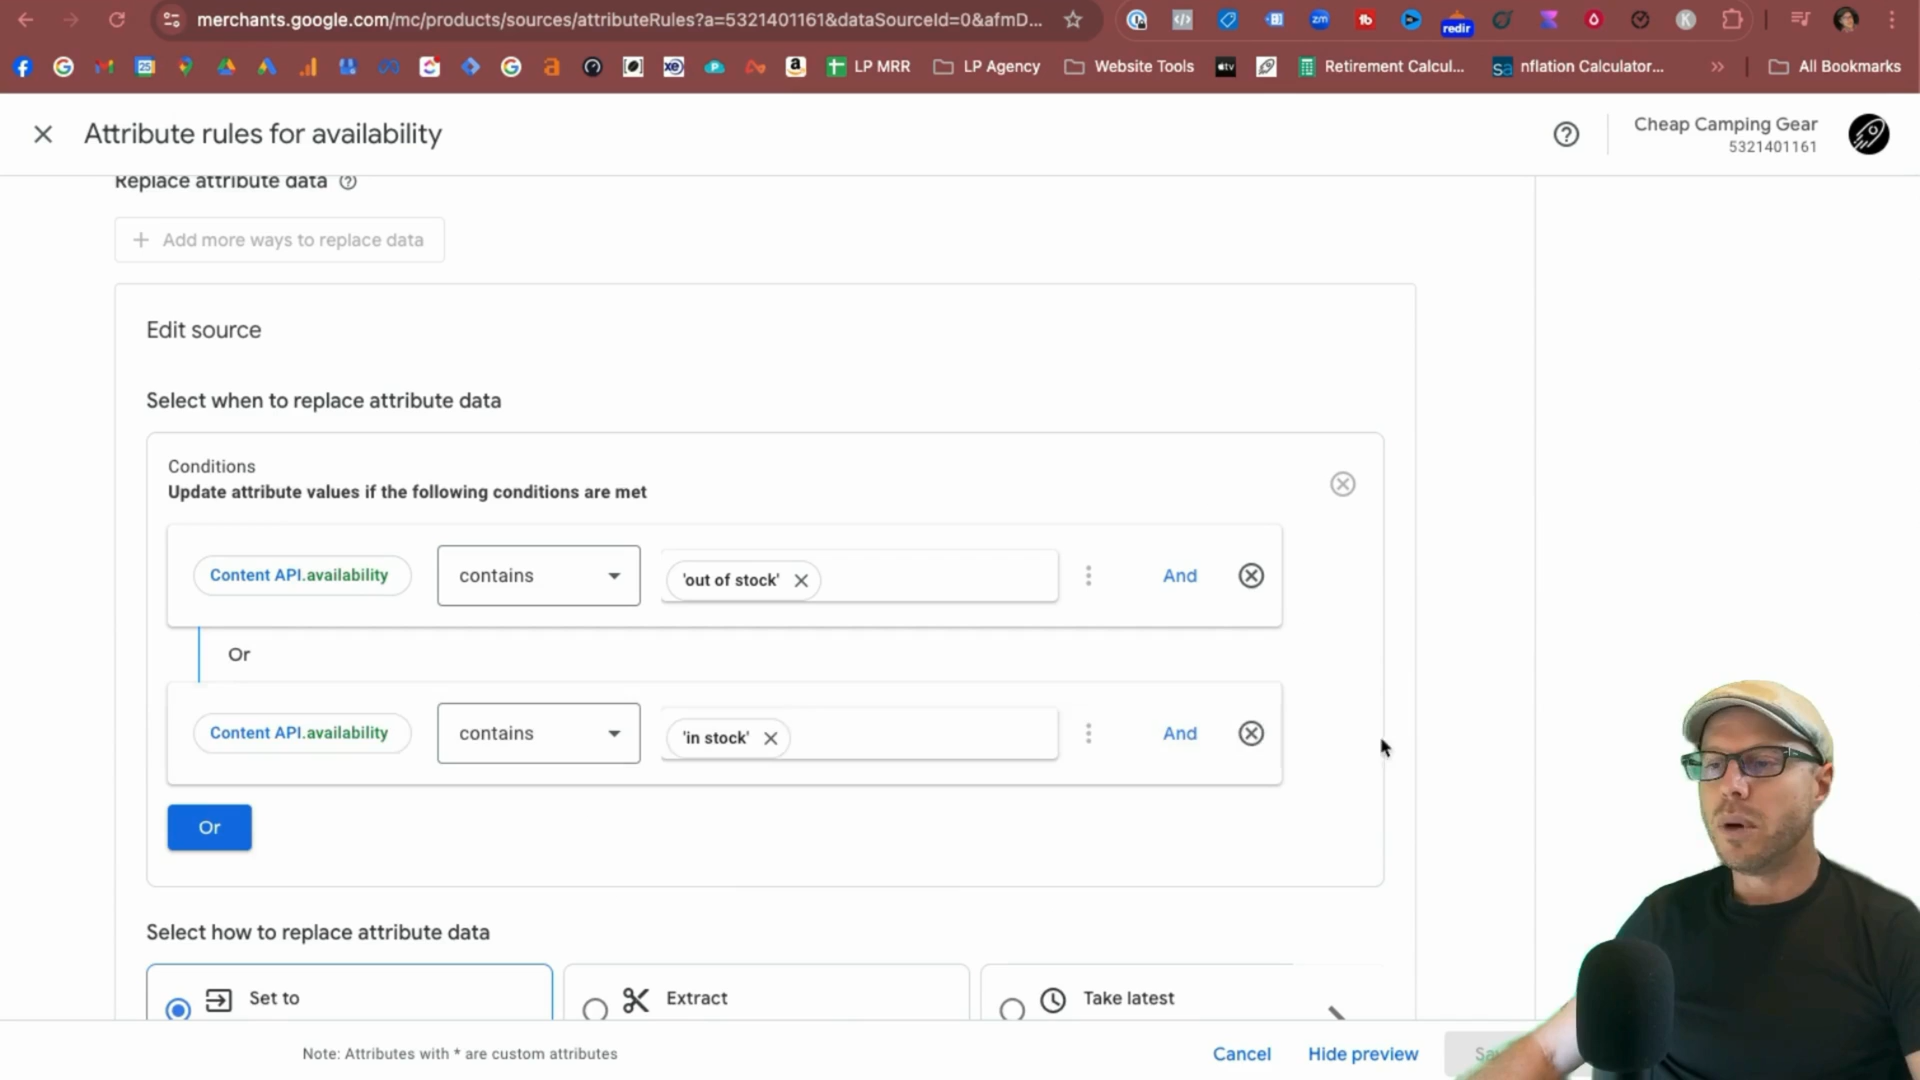 merchants.google.com/mc/products/sources/attributeRules?a=5321401161&dataSourceId=0&afmD...
redir
LP MRR
LP Agency
Website Tools
Retirement Calcul...
nflation Calculator...
All Bookmarks
Attribute rules for availability
Cheap Camping Gear
5321401161
Replace attribute data
+ Add more ways to replace data
Edit source
Select when to replace attribute data
Conditions
Update attribute values if the following conditions are met
Content API.availability contains 'out of stock' And
Or
Content API.availability contains 'in stock' And
Or
Select how to replace attribute data
Set to
Extract
Take latest
Note: Attributes with * are custom attributes
Cancel
Hide preview